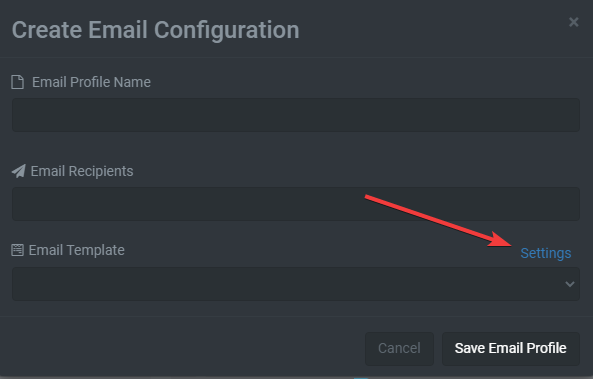 Create Email Configuration
×
Email Profile Name
Email Recipients
Email Template
Settings
Cancel
Save Email Profile